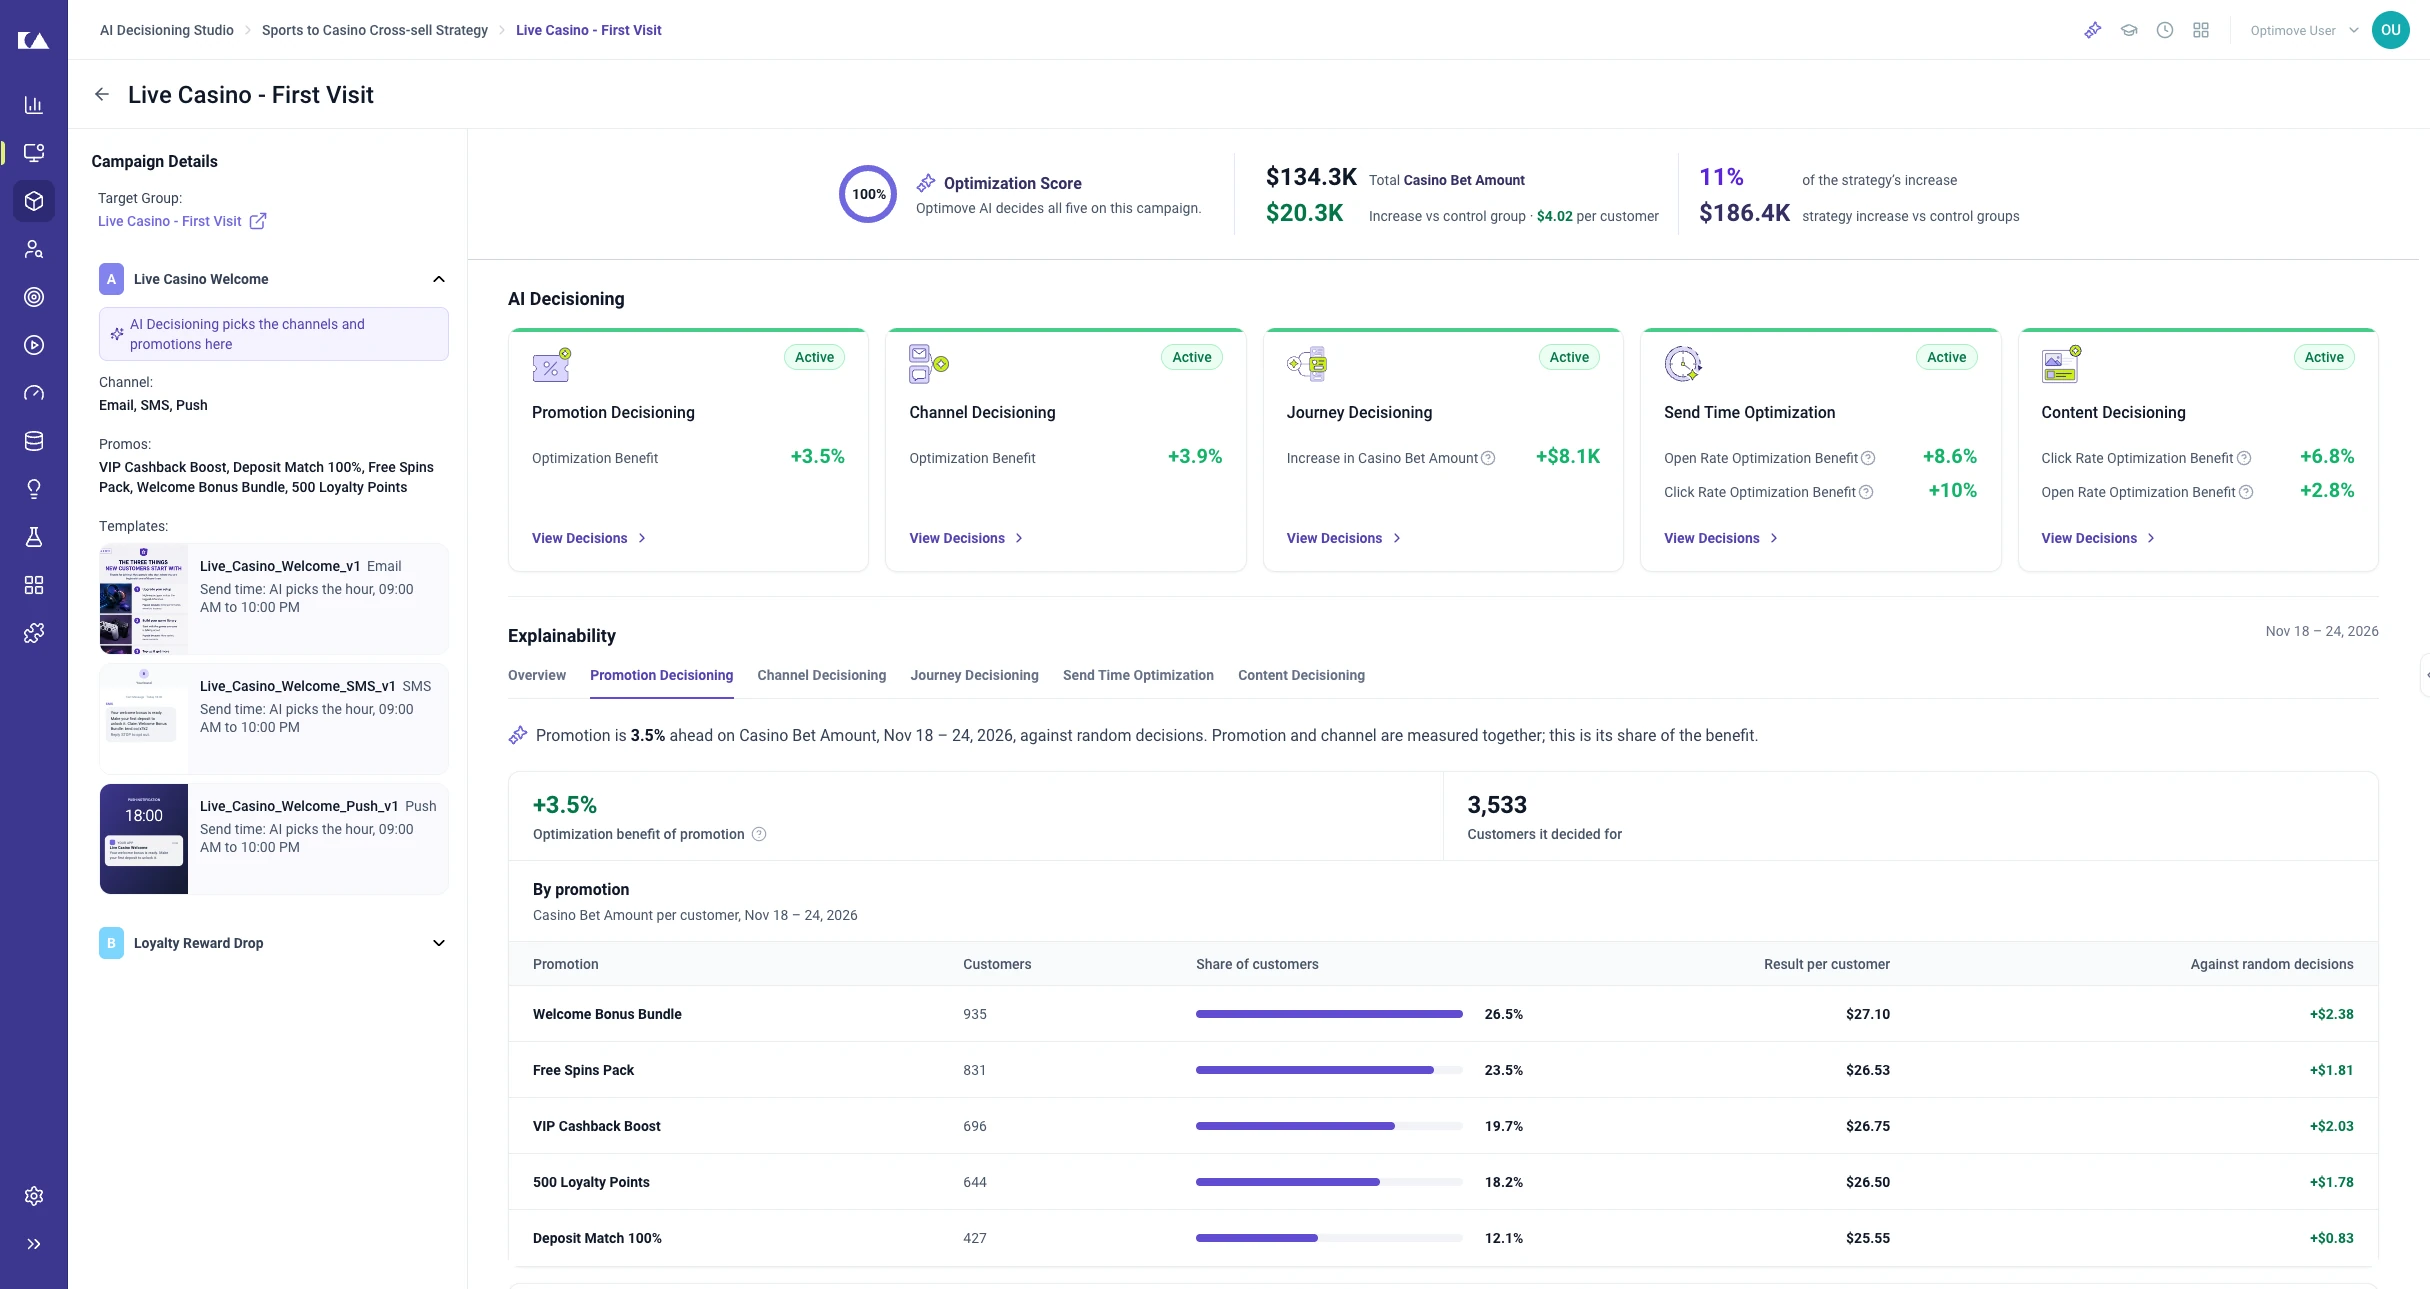 AI Decisioning Studio
Sports to Casino Cross-sell Strategy
Live Casino - First Visit
Optimove User
OU
Live Casino - First Visit
Campaign Details
Target Group:
Live Casino - First Visit
A
Live Casino Welcome
AI Decisioning picks the channels and
promotions here
Channel:
Email, SMS, Push
Promos:
VIP Cashback Boost, Deposit Match 100%, Free Spins
Pack, Welcome Bonus Bundle, 500 Loyalty Points
Templates:
THE THREE THINGS
NEW CUSTOMERS START WITH
Live_Casino_Welcome_v1 Email
Send time: AI picks the hour, 09:00
AM to 10:00 PM
Live_Casino_Welcome_SMS_v1 SMS
Send time: AI picks the hour, 09:00
AM to 10:00 PM
18:00
Live_Casino_Welcome_Push_v1 Push
Send time: AI picks the hour, 09:00
AM to 10:00 PM
B
Loyalty Reward Drop
100%
Optimization Score
Optimove AI decides all five on this campaign.
$134.3K Total Casino Bet Amount
$20.3K Increase vs control group · $4.02 per customer
11% of the strategy's increase
$186.4K strategy increase vs control groups
AI Decisioning
Active
Promotion Decisioning
Optimization Benefit +3.5%
View Decisions
Active
Channel Decisioning
Optimization Benefit +3.9%
View Decisions
Active
Journey Decisioning
Increase in Casino Bet Amount +$8.1K
View Decisions
Active
Send Time Optimization
Open Rate Optimization Benefit +8.6%
Click Rate Optimization Benefit +10%
View Decisions
Active
Content Decisioning
Click Rate Optimization Benefit +6.8%
Open Rate Optimization Benefit +2.8%
View Decisions
Explainability
Nov 18 – 24, 2026
Overview
Promotion Decisioning
Channel Decisioning
Journey Decisioning
Send Time Optimization
Content Decisioning
Promotion is 3.5% ahead on Casino Bet Amount, Nov 18 – 24, 2026, against random decisions. Promotion and channel are measured together; this is its share of the benefit.
+3.5%
Optimization benefit of promotion
3,533
Customers it decided for
By promotion
Casino Bet Amount per customer, Nov 18 – 24, 2026
Promotion Customers Share of customers Result per customer Against random decisions
Welcome Bonus Bundle 935 26.5% $27.10 +$2.38
Free Spins Pack 831 23.5% $26.53 +$1.81
VIP Cashback Boost 696 19.7% $26.75 +$2.03
500 Loyalty Points 644 18.2% $26.50 +$1.78
Deposit Match 100% 427 12.1% $25.55 +$0.83